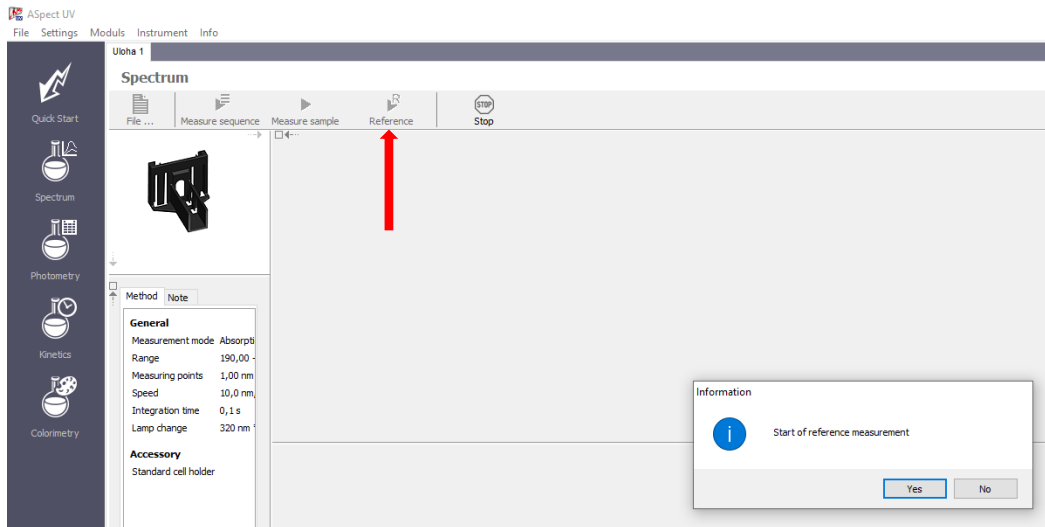 ASpect UV
File Settings Moduls Instrument Info
Uloha 1
Spectrum
File ... Measure sequence Measure sample Reference Stop
STOP
R
Quick Start
Spectrum
Photometry
Kinetics
Colorimetry
Method Note
General
Measurement mode Absorpti
Range 190,00 -
Measuring points 1,00 nm
Speed 10,0 nm,
Integration time 0,1 s
Lamp change 320 nm
Accessory
Standard cell holder
Information
Start of reference measurement
Yes No